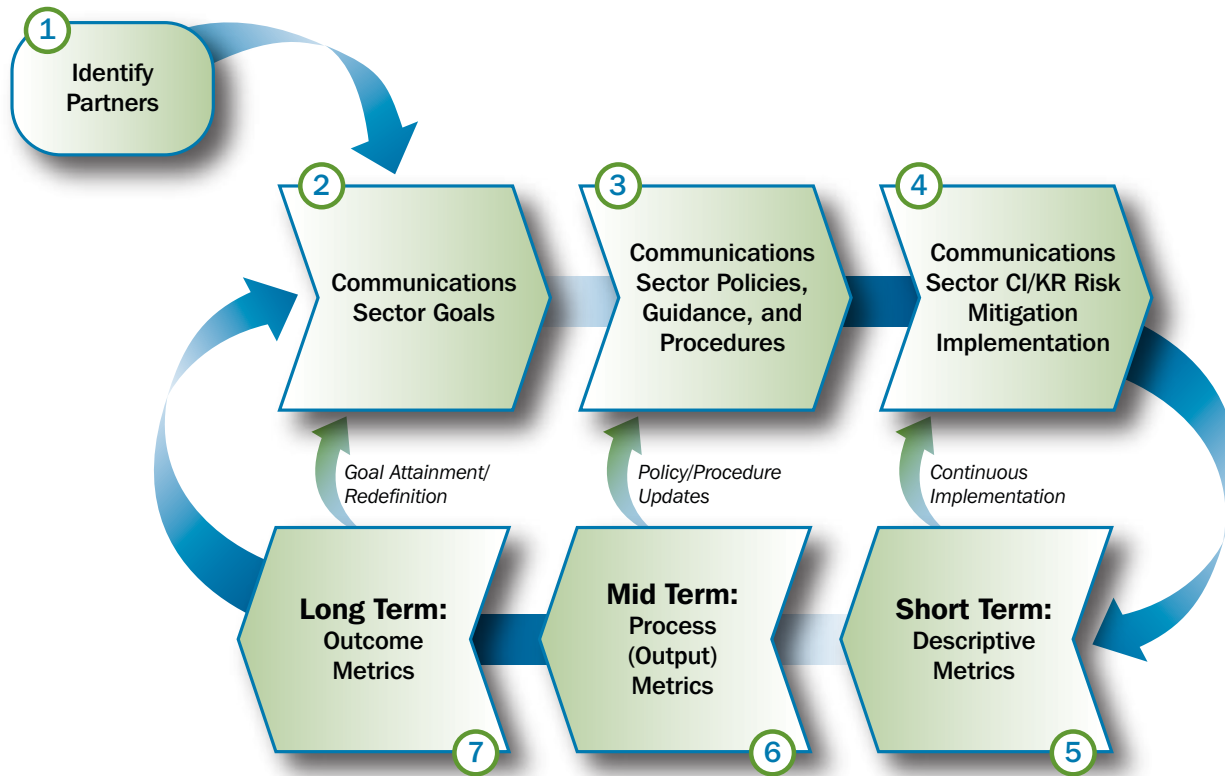 1
Identify
Partners
2
Communications
Sector Goals
3
Communications
Sector Policies,
Guidance, and
Procedures
4
Communications
Sector CI/KR Risk
Mitigation
Implementation
Goal Attainment/
Redefinition
Policy/Procedure
Updates
Continuous
Implementation
Short Term:
Descriptive
Metrics
5
Mid Term:
Process
(Output)
Metrics
6
Long Term:
Outcome
Metrics
7